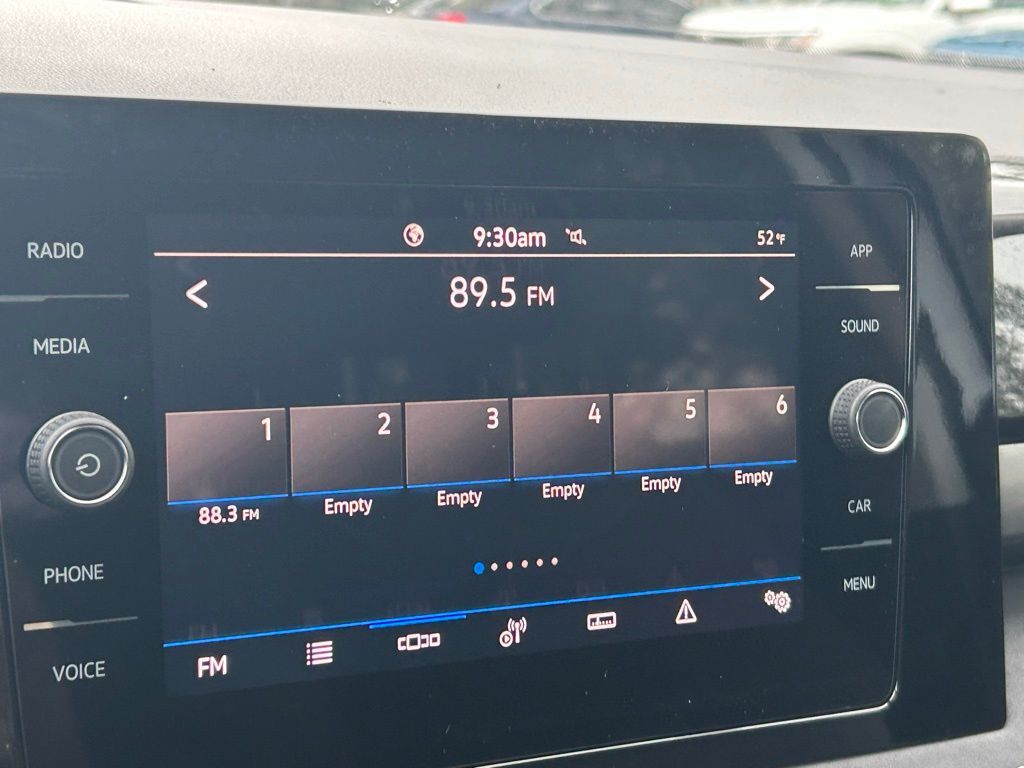 RADIO
MEDIA
PHONE
VOICE
9:30am
52°F
< 89.5 FM >
1 2 3 4 5 6
88.3 FM Empty Empty Empty Empty Empty
FM
APP
SOUND
CAR
MENU